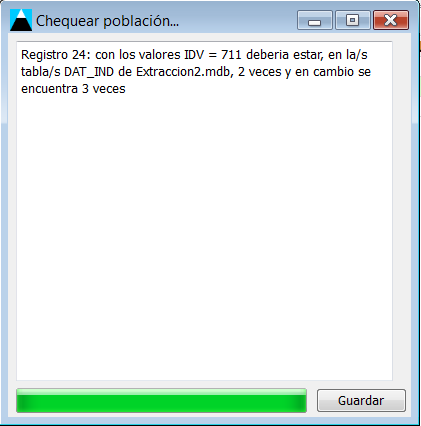 Chequear población...
Registro 24: con los valores IDV = 711 deberia estar, en la/s
tabla/s DAT_IND de Extraccion2.mdb, 2 veces y en cambio se
encuentra 3 veces
Guardar